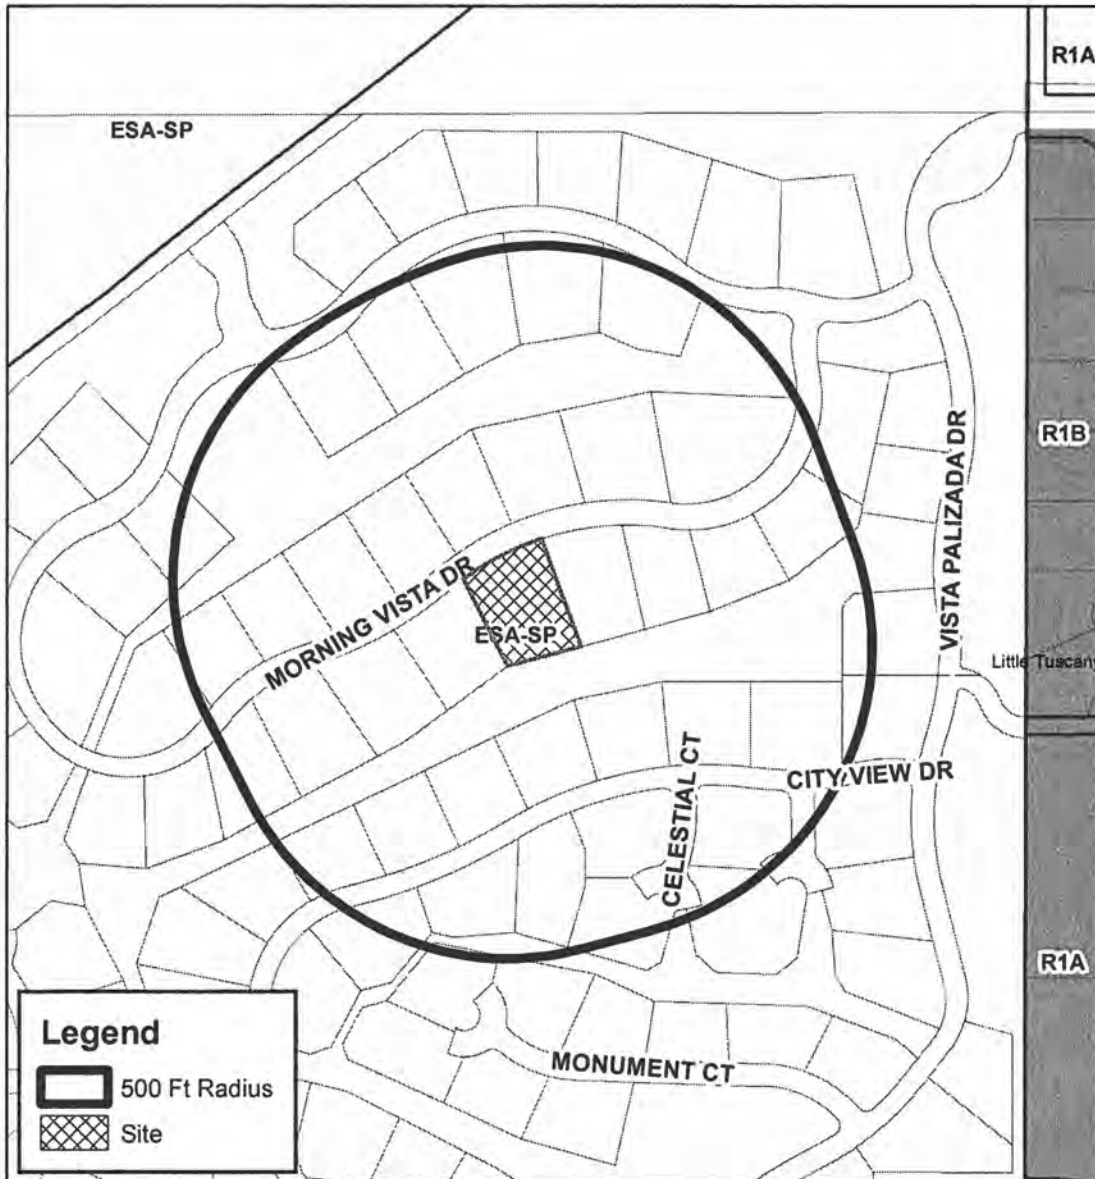 R1A
ESA-SP
R1B
VISTA PALIZADA DR
MORNING VISTA DR
ESA-SP
Little Tuscany
CITY VIEW DR
CELESTIAL CT
R1A
MONUMENT CT
Legend
500 Ft Radius
Site